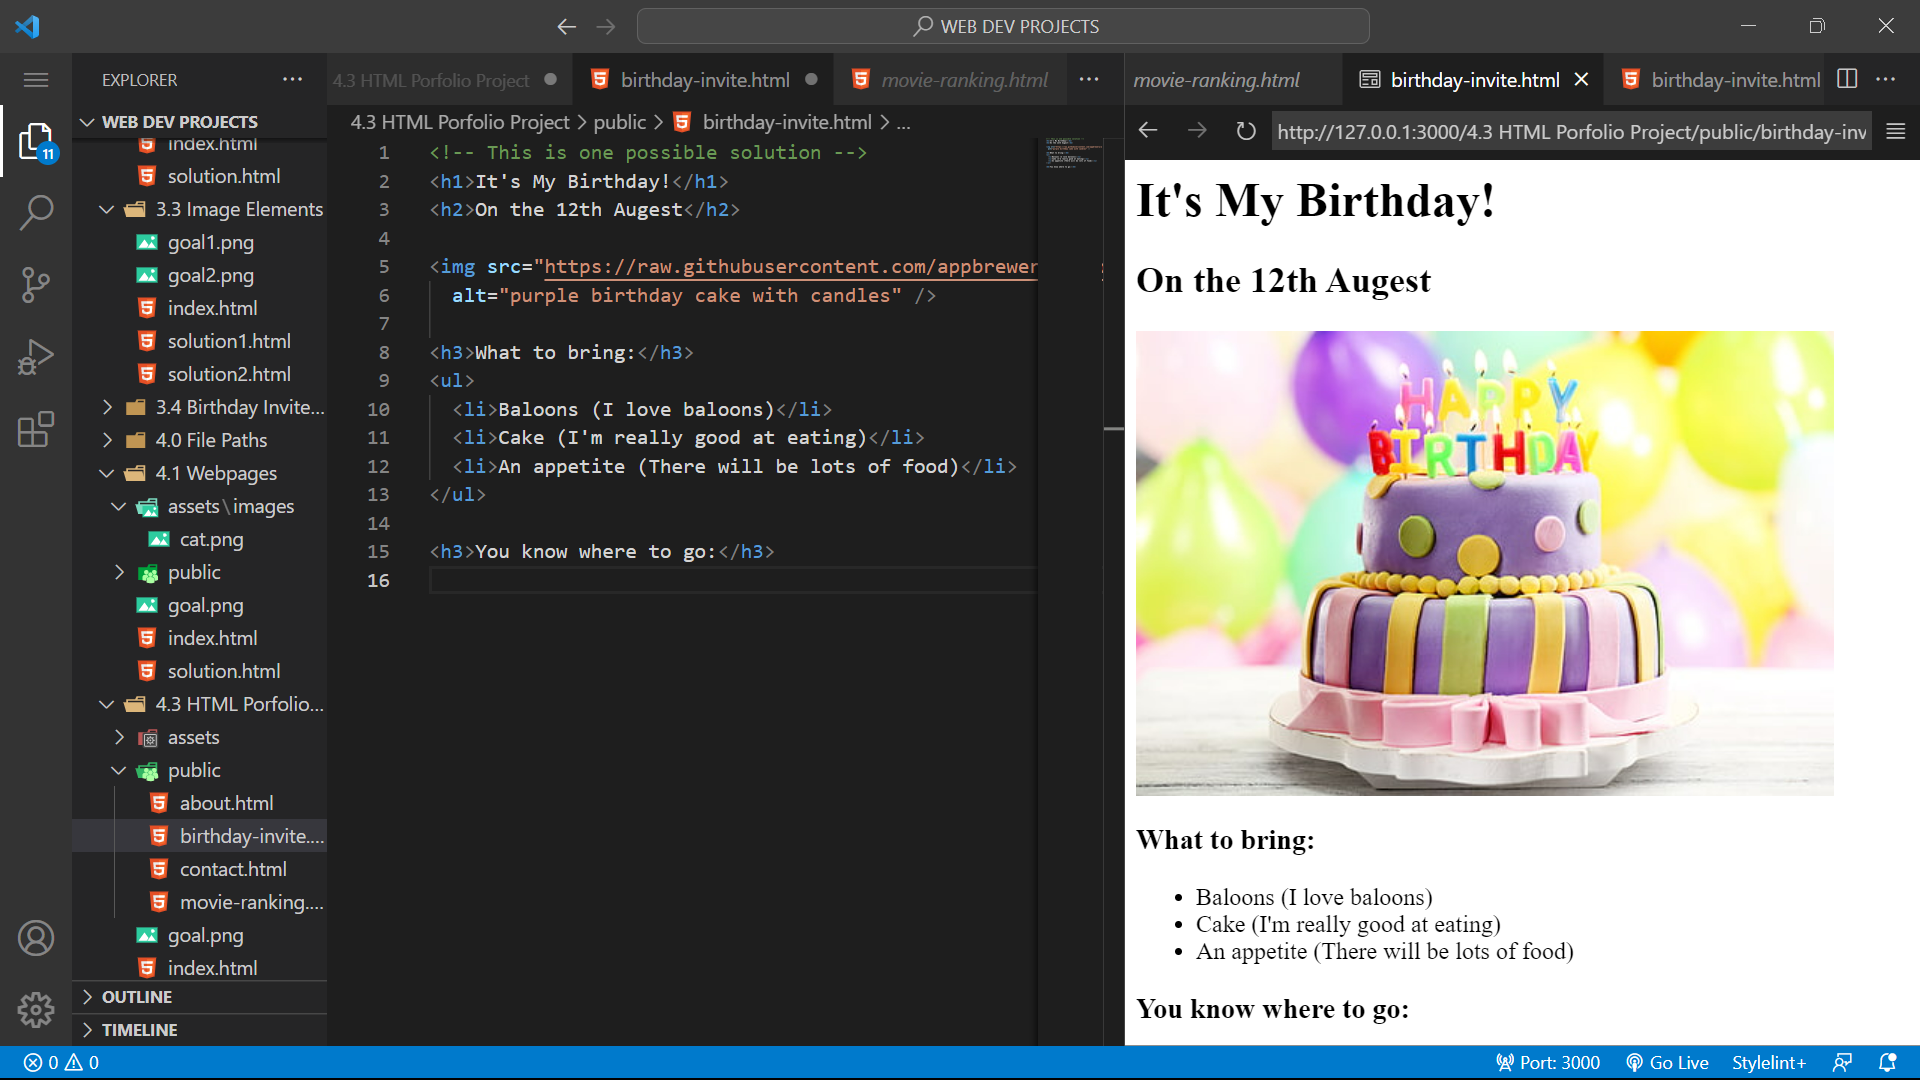 WEB DEV PROJECTS
EXPLORER
WEB DEV PROJECTS
index.html
solution.html
3.3 Image Elements
goal1.png
goal2.png
index.html
solution1.html
solution2.html
3.4 Birthday Invite...
4.0 File Paths
4.1 Webpages
assets\images
cat.png
public
goal.png
index.html
solution.html
4.3 HTML Porfolio...
assets
public
about.html
birthday-invite....
contact.html
movie-ranking....
goal.png
index.html
OUTLINE
TIMELINE
11
4.3 HTML Porfolio Project
birthday-invite.html
movie-ranking.html
4.3 HTML Porfolio Project > public > birthday-invite.html > ...
1 <!-- This is one possible solution -->
2 <h1>It's My Birthday!</h1>
3 <h2>On the 12th Augest</h2>
4
5 <img src="https://raw.githubusercontent.com/appbrewer
6 alt="purple birthday cake with candles" />
7
8 <h3>What to bring:</h3>
9 <ul>
10 <li>Baloons (I love baloons)</li>
11 <li>Cake (I'm really good at eating)</li>
12 <li>An appetite (There will be lots of food)</li>
13 </ul>
14
15 <h3>You know where to go:</h3>
16
movie-ranking.html
birthday-invite.html
birthday-invite.html
http://127.0.0.1:3000/4.3 HTML Porfolio Project/public/birthday-inv
It's My Birthday!
On the 12th Augest
HAPPY
BIRTHDAY
What to bring:
• Baloons (I love baloons)
• Cake (I'm really good at eating)
• An appetite (There will be lots of food)
You know where to go:
0 0
Port: 3000
Go Live
Stylelint+